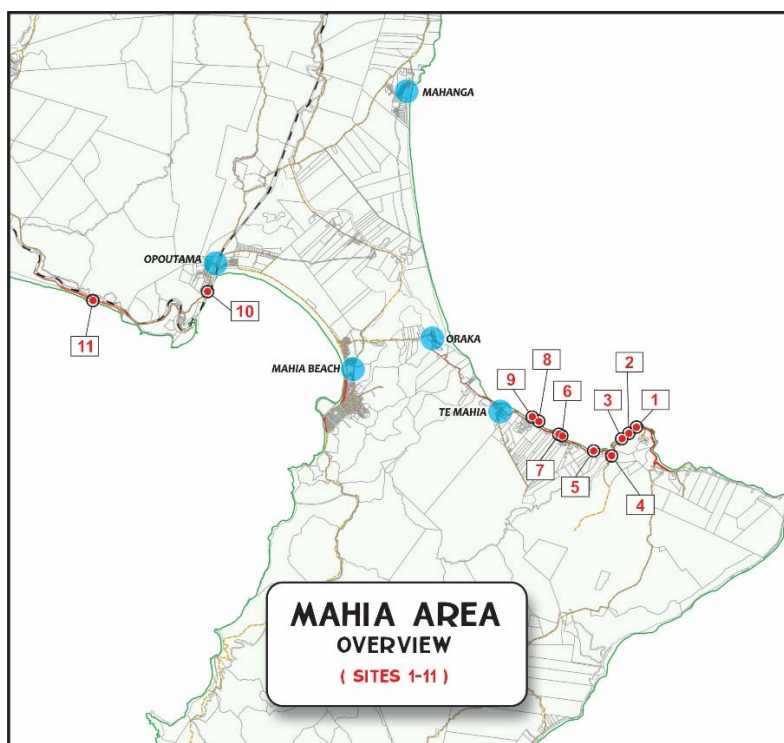 MAHANGA
OPOUTAMA
10
11
ORAKA
MAHIA BEACH
8
2
9
6
3
1
TE MAHIA
7
5
4
MAHIA AREA
OVERVIEW
( SITES 1-11 )